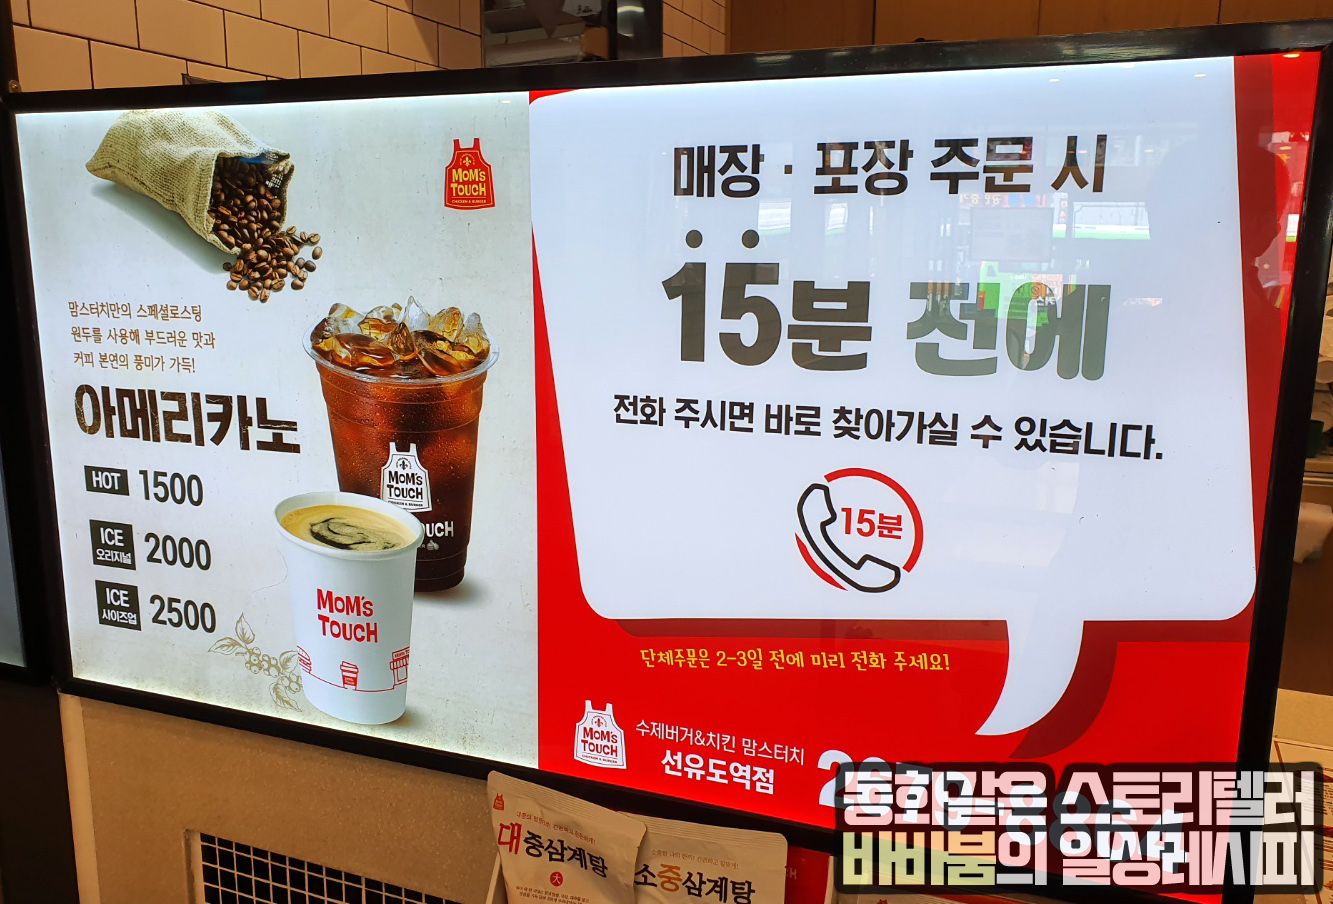 MOM'S
TOUCH
CHICKEN & BURGER
맘스터치만의 스페셜로스팅
원두를 사용해 부드러운 맛과
커피 본연의 풍미가 가득!
아메리카노
HOT 1500
ICE
오리지널
2000
ICE
사이즈업
2500
MOM'S
TOUCH
MOM'S
TOUCH
매장·포장 주문 시
15분 전에
전화 주시면 바로 찾아가실 수 있습니다.
15분
단체주문은 2-3일 전에 미리 전화 주세요!
MOM'S
TOUCH
수제버거&치킨 맘스터치
선유도역점
대중삼계탕
大
소중삼계탕
동화같은 스토리텔러
바비붐의 일상레시피